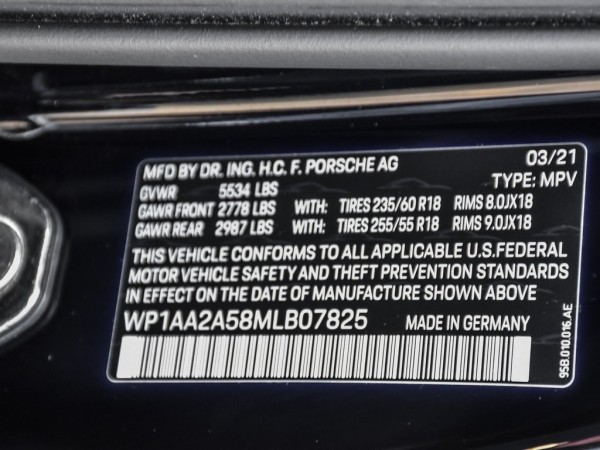 MFD BY DR. ING. H.C. F. PORSCHE AG 03/21
GVWR 5534 LBS TYPE: MPV
GAWR FRONT 2778 LBS WITH: TIRES 235/60 R18 RIMS 8.0JX18
GAWR REAR 2987 LBS WITH: TIRES 255/55 R18 RIMS 9.0JX18
THIS VEHICLE CONFORMS TO ALL APPLICABLE U.S.FEDERAL
MOTOR VEHICLE SAFETY AND THEFT PREVENTION STANDARDS
IN EFFECT ON THE DATE OF MANUFACTURE SHOWN ABOVE
WP1AA2A58MLB07825 MADE IN GERMANY
95B.010.016.AE